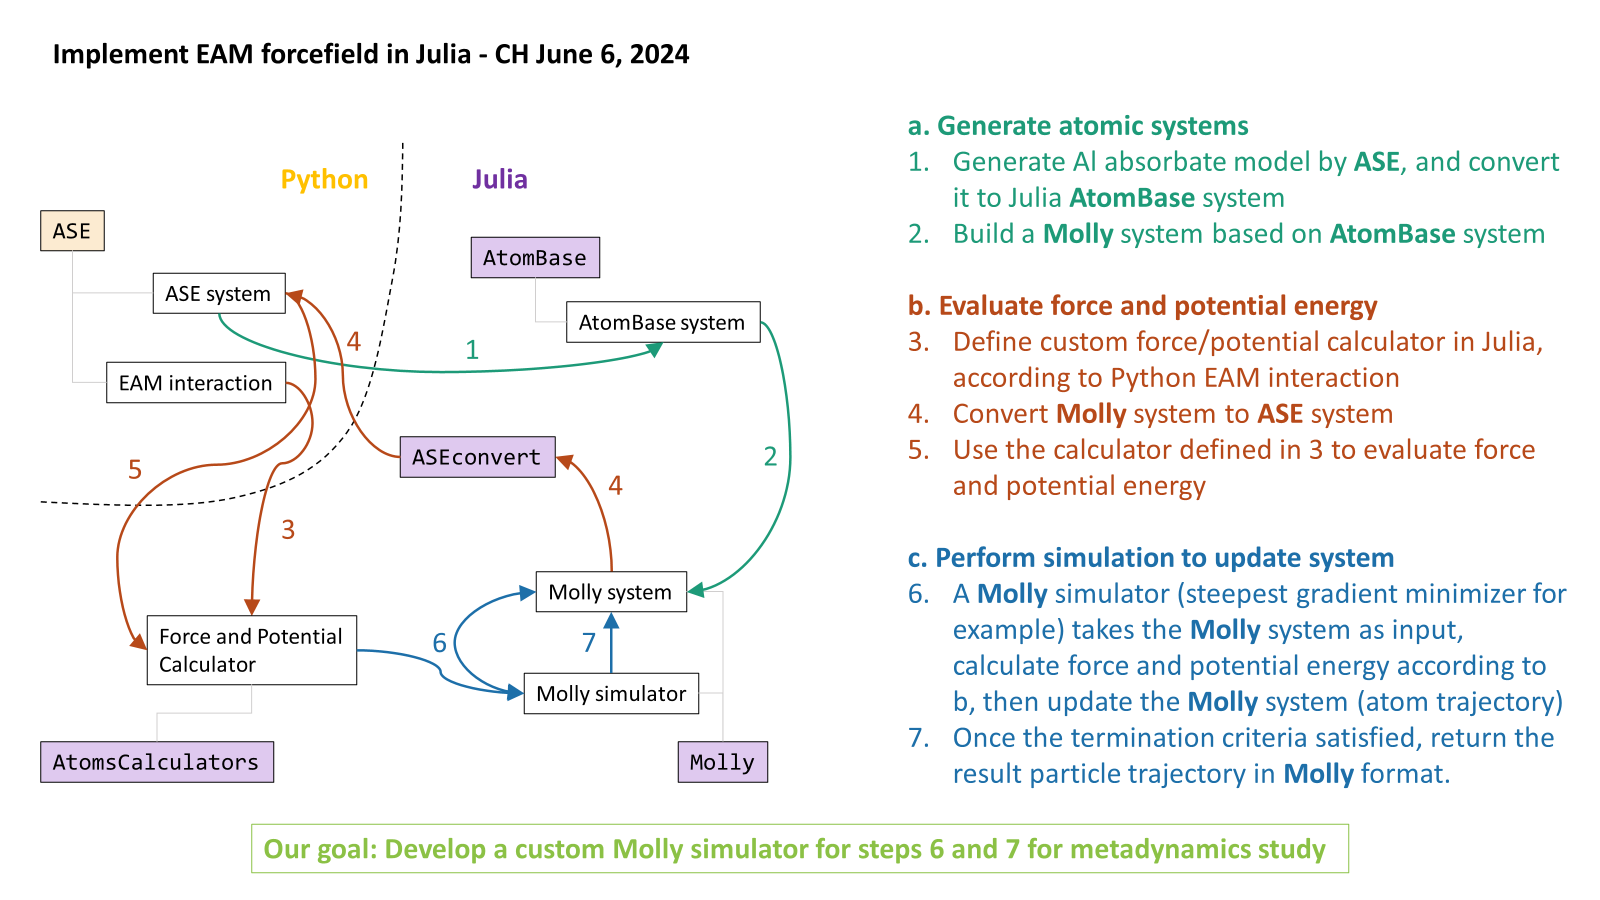 Implement EAM forcefield in Julia - CH June 6, 2024
Python
Julia
ASE
ASE system
EAM interaction
AtomBase
AtomBase system
1
4
2
5
3
ASEconvert
4
Molly system
6
7
Force and Potential
Calculator
Molly simulator
AtomsCalculators
Molly
a. Generate atomic systems
1. Generate Al absorbate model by ASE, and convert
it to Julia AtomBase system
2. Build a Molly system based on AtomBase system
b. Evaluate force and potential energy
3. Define custom force/potential calculator in Julia,
according to Python EAM interaction
4. Convert Molly system to ASE system
5. Use the calculator defined in 3 to evaluate force
and potential energy
c. Perform simulation to update system
6. A Molly simulator (steepest gradient minimizer for
example) takes the Molly system as input,
calculate force and potential energy according to
b, then update the Molly system (atom trajectory)
7. Once the termination criteria satisfied, return the
result particle trajectory in Molly format.
Our goal: Develop a custom Molly simulator for steps 6 and 7 for metadynamics study